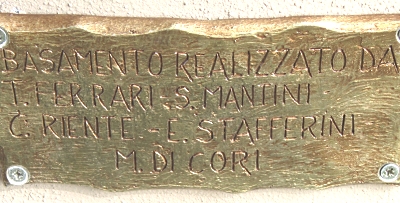 BASAMENTO REALIZZATO DA
T. FERRARI - S. MANTINI
C. RIENTE - E. STAFFERINI
M. DI CORI